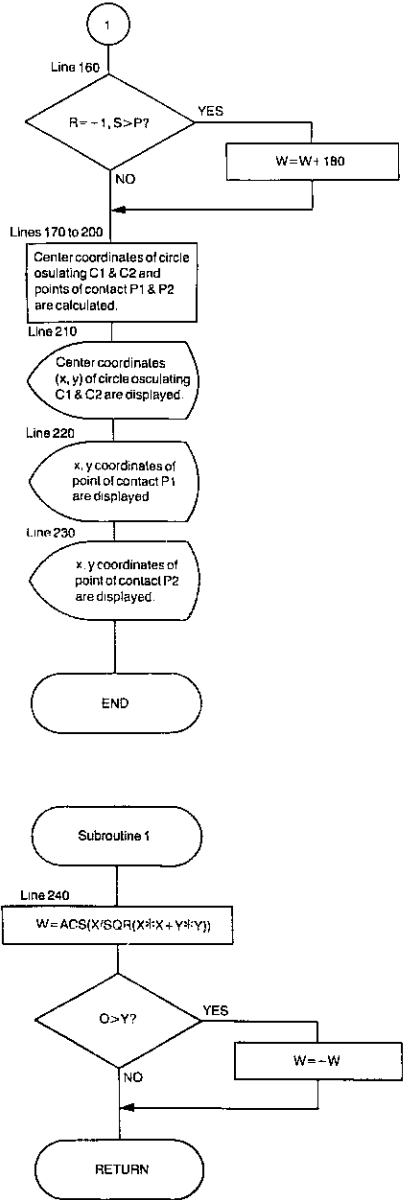 1
Line 160
R=-1, S>P?
YES
W=W+180
NO
Lines 170 to 200
Center coordinates of circle
osulating C1 & C2 and
points of contact P1 & P2
are calculated.
Line 210
Center coordinates
(x, y) of circle osculating
C1 & C2 are displayed.
Line 220
x, y coordinates of
point of contact P1
are displayed
Line 230
x, y coordinates of
point of contact P2
are displayed.
END
Subroutine 1
Line 240
W=ACS(X/SQR(X*X+Y*Y))
O>Y?
YES
W=-W
NO
RETURN